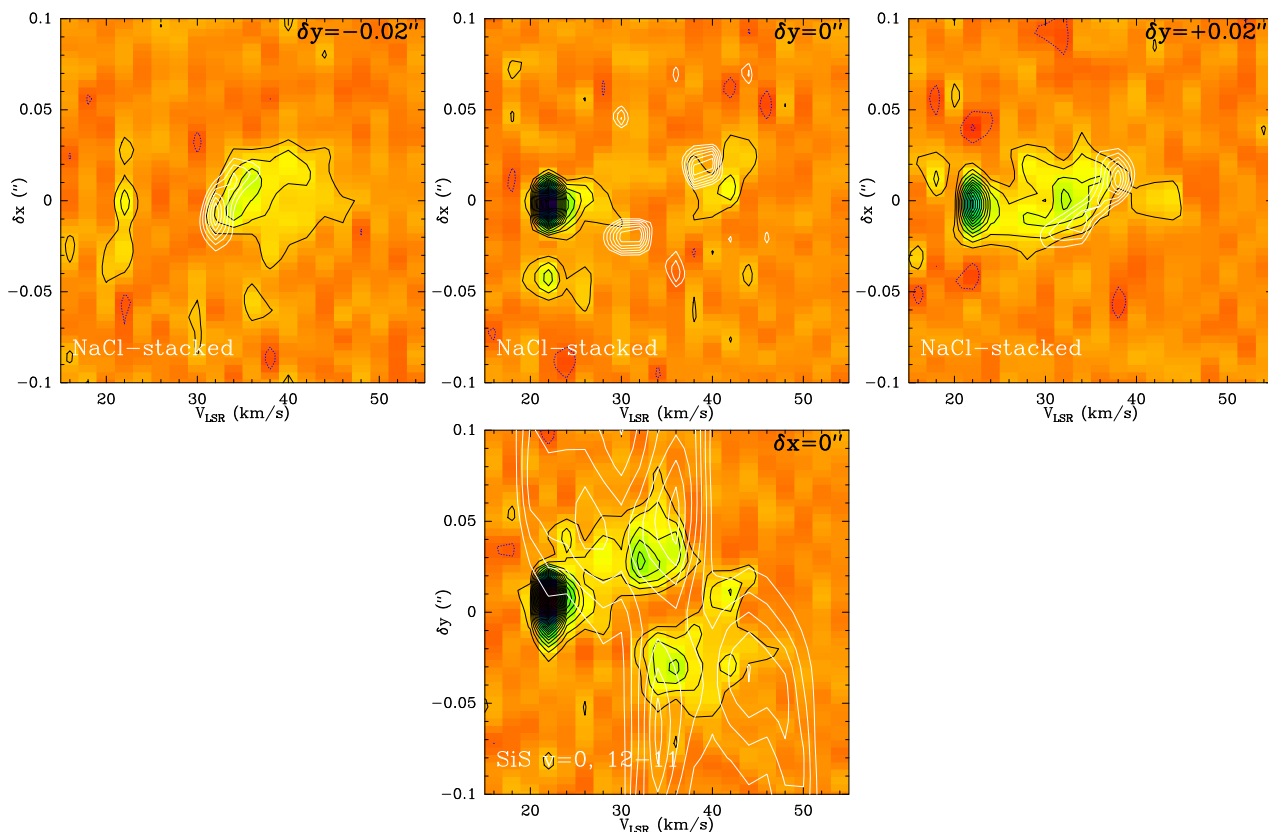 δy=−0.02″
δy=0″
δy=+0.02″
0.1
0.05
0
−0.05
−0.1
δx (″)
NaCl−stacked
20 30 40 50
V_LSR (km/s)
0.1
0.05
0
−0.05
−0.1
δx (″)
NaCl−stacked
20 30 40 50
V_LSR (km/s)
0.1
0.05
0
−0.05
−0.1
δx (″)
NaCl−stacked
20 30 40 50
V_LSR (km/s)
δx=0″
0.1
0.05
0
−0.05
−0.1
δy (″)
SiS v=0, 12−11
20 30 40 50
V_LSR (km/s)